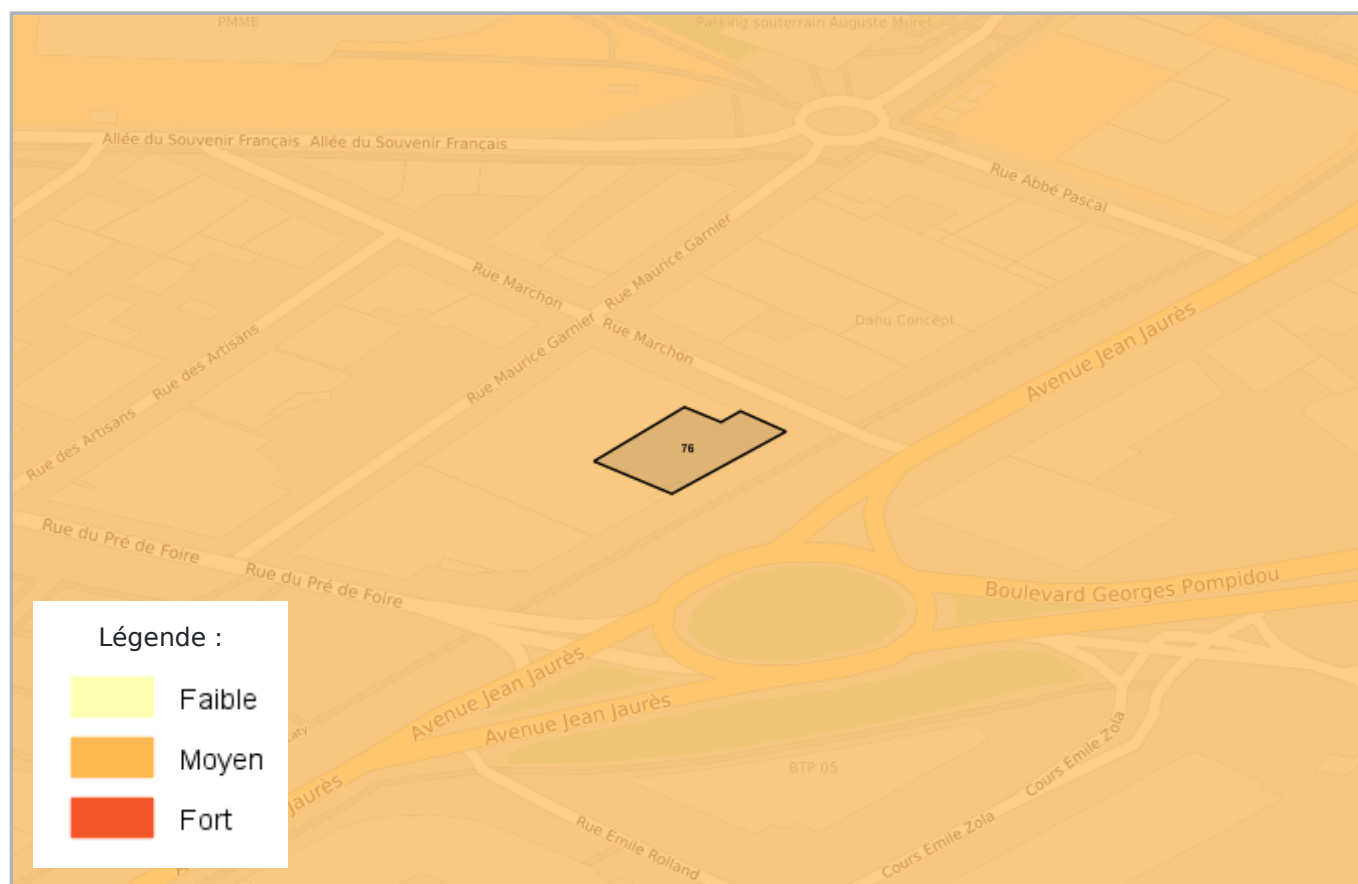 PMME
Parking souterrain Auguste Muret
Allée du Souvenir Français
Allée du Souvenir Français
Rue Abbé Pascal
Rue Maurice Garnier
Rue Marchon
Rue Marchon
Rue Maurice Garnier
Dahu Concept
Avenue Jean Jaurès
Rue des Artisans
Rue des Artisans
76
Rue du Pré de Foire
Rue du Pré de Foire
Boulevard Georges Pompidou
Avenue Jean Jaurès
Avenue Jean Jaurès
Légende :
Faible
Moyen
Fort
Jaurès
BTP 05
Cours Émile Zola
Cours Émile Zola
Rue Émile Rolland